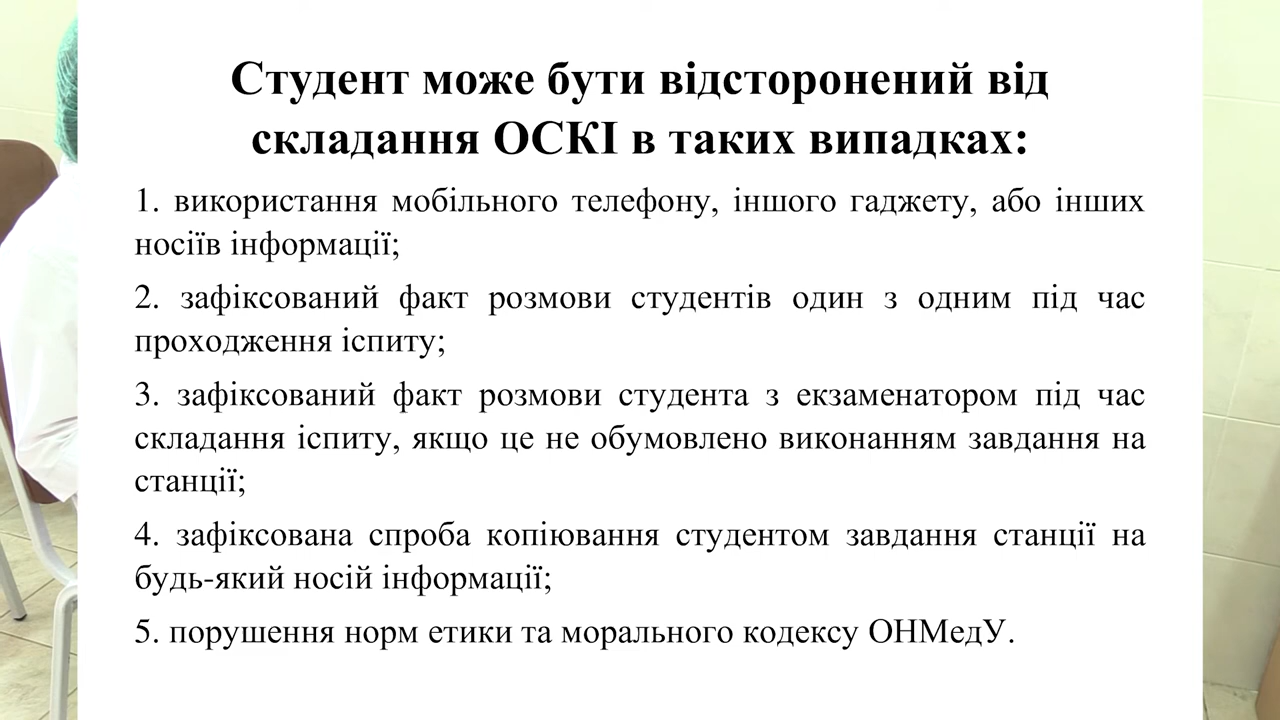 Студент може бути відсторонений від
складання ОСКІ в таких випадках:
1. використання мобільного телефону, іншого гаджету, або інших
носіїв інформації;
2. зафіксований факт розмови студентів один з одним під час
проходження іспиту;
3. зафіксований факт розмови студента з екзаменатором під час
складання іспиту, якщо це не обумовлено виконанням завдання на
станції;
4. зафіксована спроба копіювання студентом завдання станції на
будь-який носій інформації;
5. порушення норм етики та морального кодексу ОНМедУ.